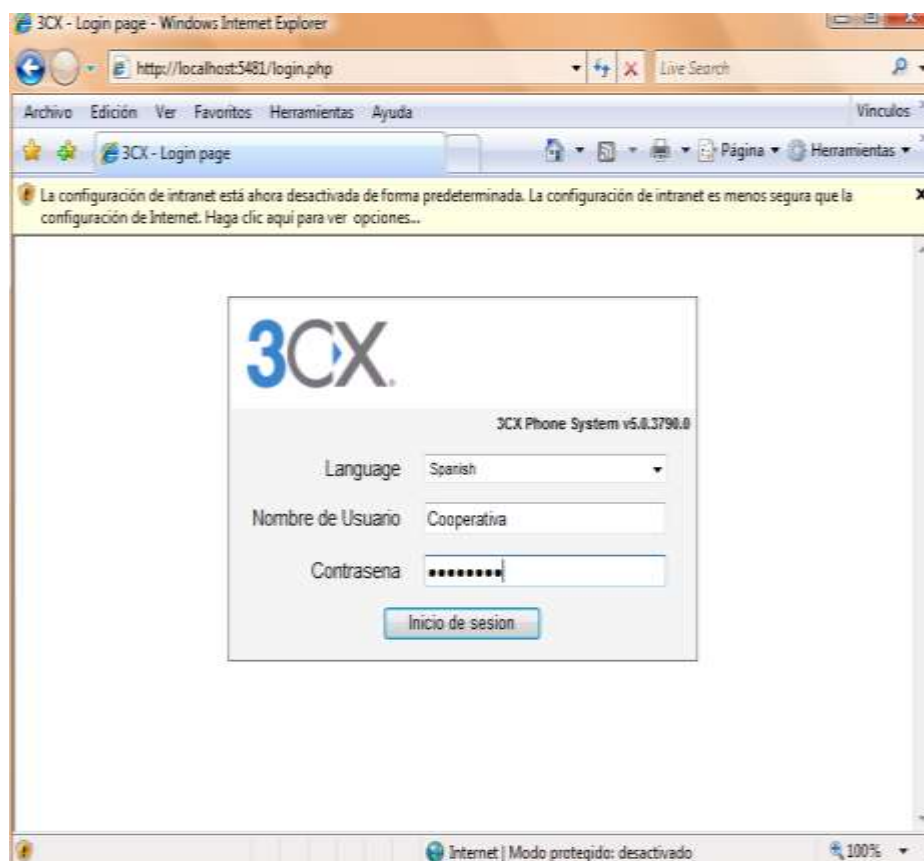 3CX - Login page - Windows Internet Explorer
http://localhost:5481/login.php
Live Search
Archivo Edición Ver Favoritos Herramientas Ayuda
Vínculos
3CX - Login page
Página
Herramientas
La configuración de intranet está ahora desactivada de forma predeterminada. La configuración de intranet es menos segura que la
configuración de Internet. Haga clic aquí para ver opciones...
3CX
3CX Phone System v5.0.3790.0
Language Spanish
Nombre de Usuario Cooperativa
Contrasena ••••••••
Inicio de sesion
Internet | Modo protegido: desactivado
100%